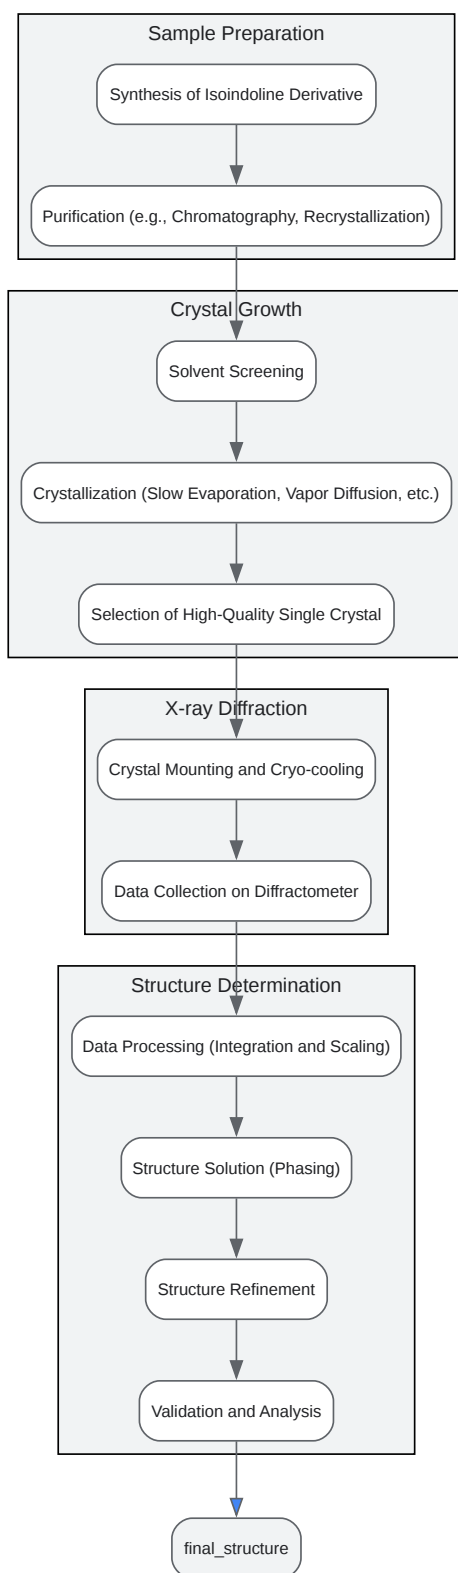 Sample Preparation
Synthesis of Isoindoline Derivative
Purification (e.g., Chromatography, Recrystallization)
Crystal Growth
Solvent Screening
Crystallization (Slow Evaporation, Vapor Diffusion, etc.)
Selection of High-Quality Single Crystal
X-ray Diffraction
Crystal Mounting and Cryo-cooling
Data Collection on Diffractometer
Structure Determination
Data Processing (Integration and Scaling)
Structure Solution (Phasing)
Structure Refinement
Validation and Analysis
final_structure